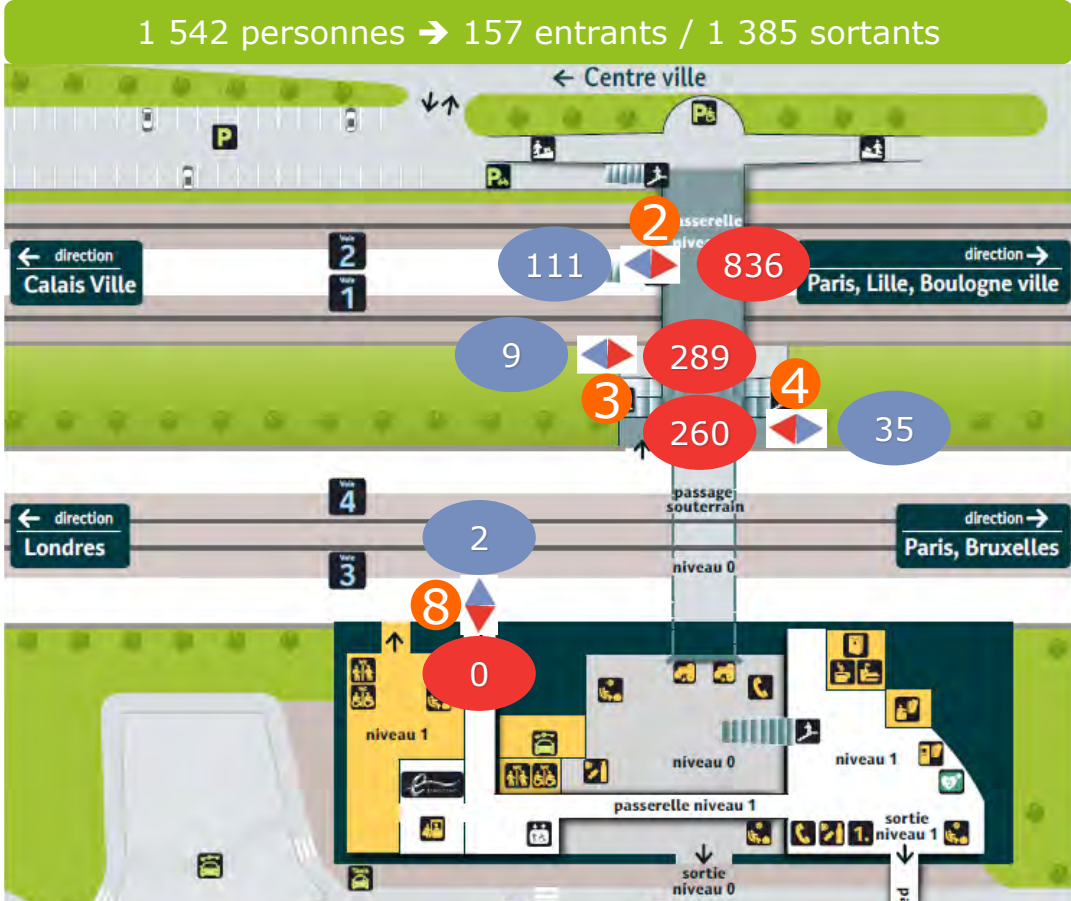 1 542 personnes ➔ 157 entrants / 1 385 sortants
← Centre ville
P
P
P
2
passerelle
111
836
← direction
Calais Ville
Voie
2
1
direction →
Paris, Lille, Boulogne ville
9
289
3
4
260
35
Voie
4
passage
souterrain
← direction
Londres
direction →
Paris, Bruxelles
2
niveau 0
Voie
3
8
0
niveau 1
niveau 0
niveau 1
passerelle niveau 1
1.
sortie
niveau 1
sortie
niveau 0